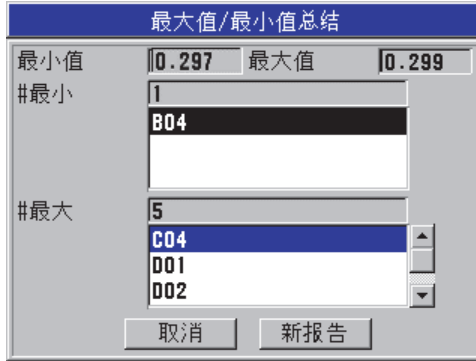 最大值/最小值总结
最小值 0.297 最大值 0.299
#最小 1
B04
#最大 5
C04
D01
D02
取消 新报告